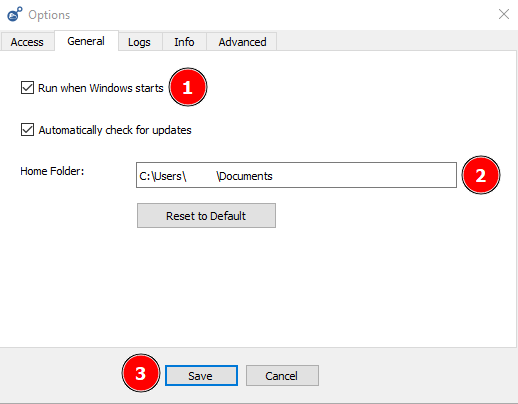 Options
Access General Logs Info Advanced
Run when Windows starts 1
Automatically check for updates
Home Folder: C:\Users\ \Documents 2
Reset to Default
3 Save Cancel